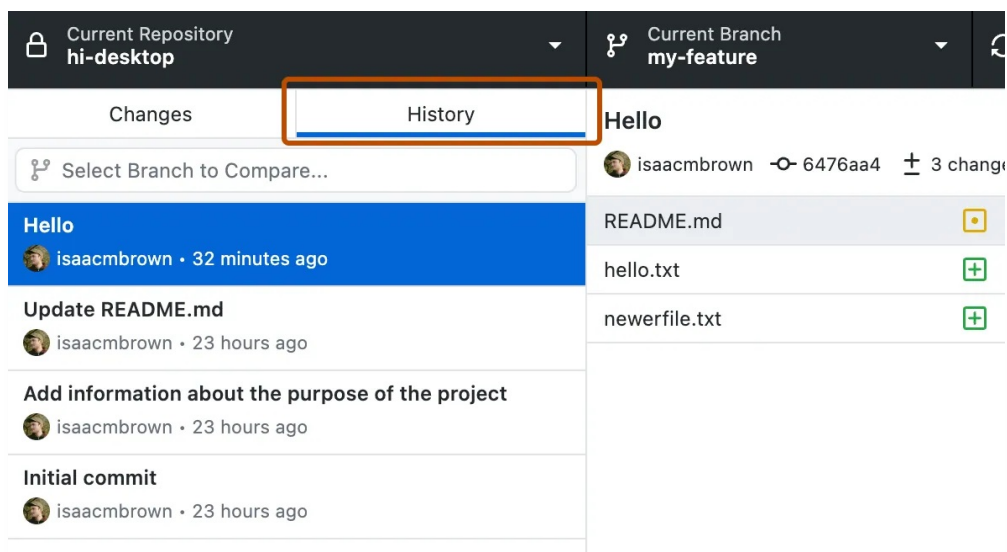 Current Repository
hi-desktop
Current Branch
my-feature
Changes
History
Select Branch to Compare...
Hello
isaacmbrown • 32 minutes ago
Update README.md
isaacmbrown • 23 hours ago
Add information about the purpose of the project
isaacmbrown • 23 hours ago
Initial commit
isaacmbrown • 23 hours ago
Hello
isaacmbrown 6476aa4 3 change
README.md
hello.txt
newerfile.txt